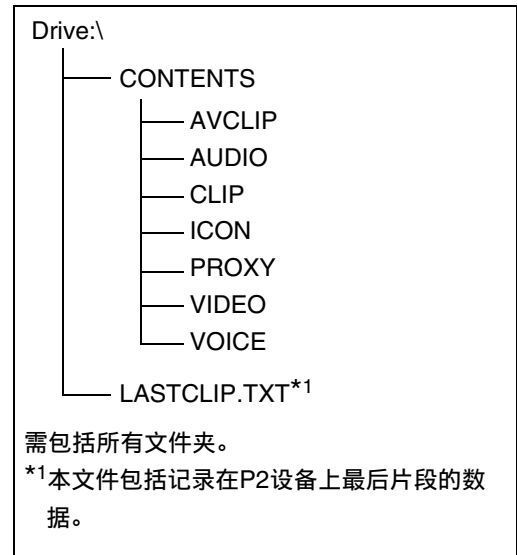 Drive:\
CONTENTS
AVCLIP
AUDIO
CLIP
ICON
PROXY
VIDEO
VOICE
LASTCLIP.TXT*1
需包括所有文件夹。
*1本文件包括记录在P2设备上最后片段的数
据。